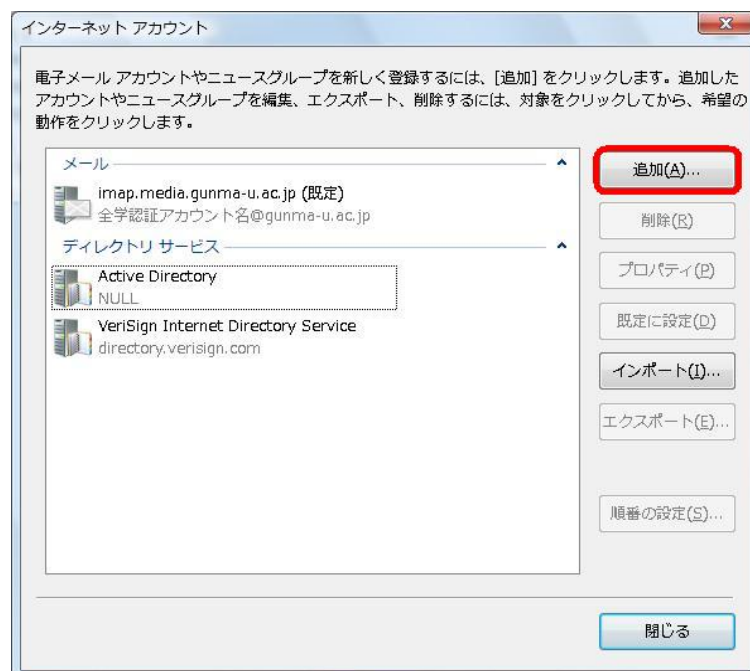 インターネット アカウント
電子メール アカウントやニュースグループを新しく登録するには、[追加] をクリックします。追加した
アカウントやニュースグループを編集、エクスポート、削除するには、対象をクリックしてから、希望の
動作をクリックします。
メール
imap.media.gunma-u.ac.jp (既定)
全学認証アカウント名@gunma-u.ac.jp
ディレクトリ サービス
Active Directory
NULL
VeriSign Internet Directory Service
directory.verisign.com
追加(A)...
削除(R)
プロパティ(P)
既定に設定(D)
インポート(I)...
エクスポート(E)...
順番の設定(S)...
閉じる